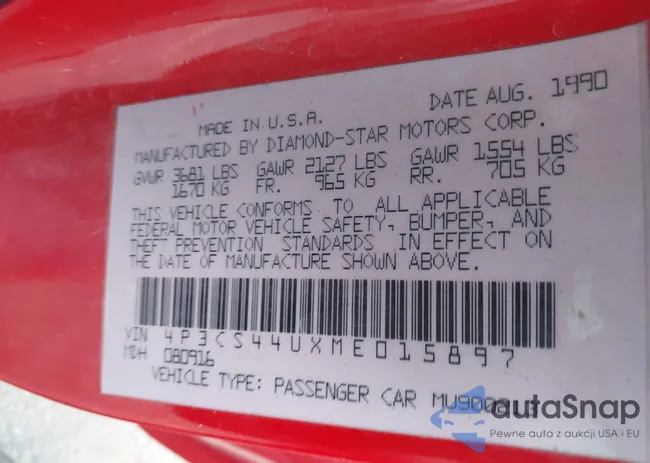 MADE IN U.S.A. DATE AUG. 1990
MANUFACTURED BY DIAMOND-STAR MOTORS CORP.
GVWR 3681 LBS GAWR 2127 LBS GAWR 1554 LBS
1670 KG FR. 965 KG RR. 705 KG
THIS VEHICLE CONFORMS TO ALL APPLICABLE
FEDERAL MOTOR VEHICLE SAFETY, BUMPER, AND
THEFT PREVENTION STANDARDS IN EFFECT ON
THE DATE OF MANUFACTURE SHOWN ABOVE.
VIN 4P3CS44UXME015897
MDH 080916
VEHICLE TYPE: PASSENGER CAR
autoSnap
Pewne auta z aukcji USA i EU